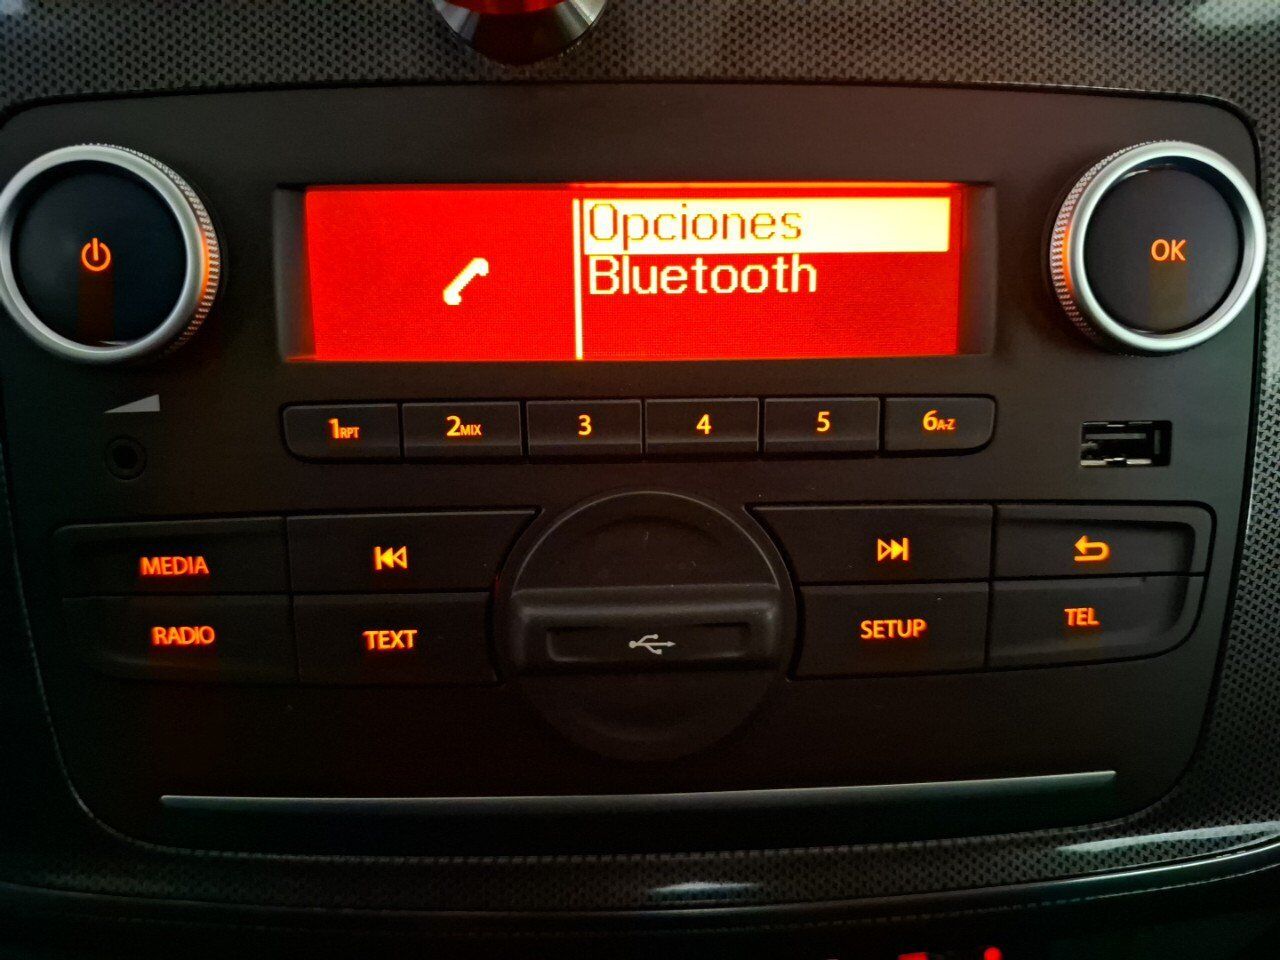 Opciones
Bluetooth
OK
1RPT
2MIX
3
4
5
6A-Z
MEDIA
RADIO
TEXT
SETUP
TEL